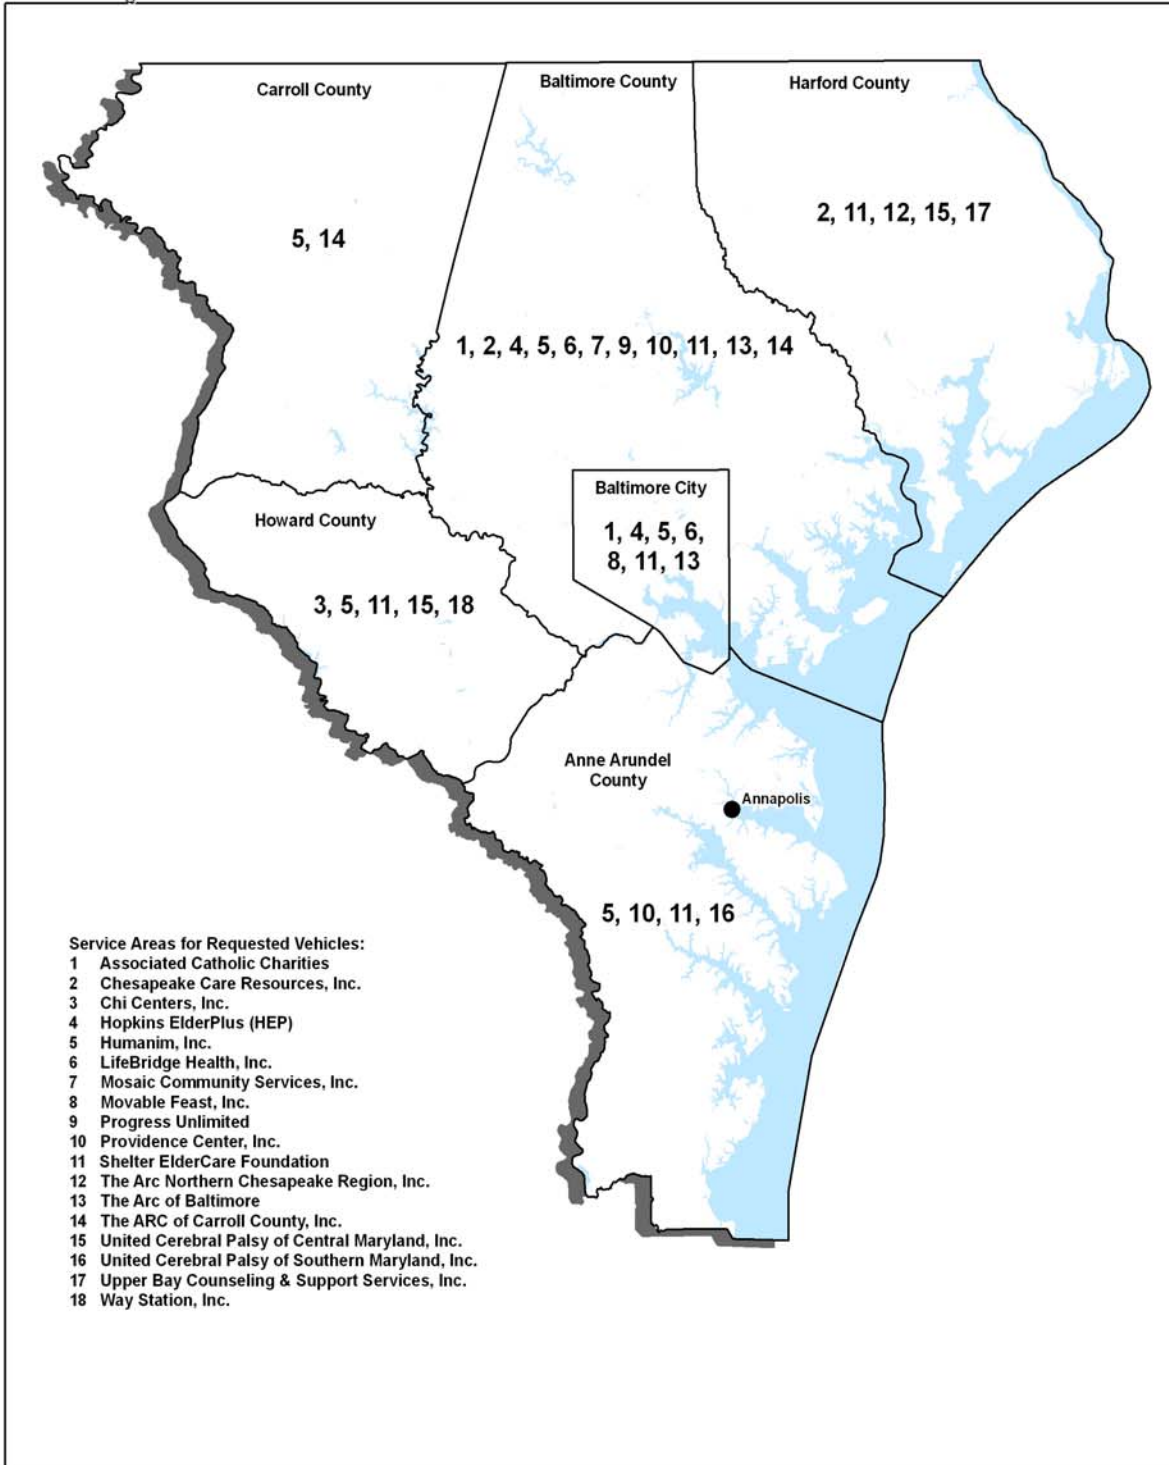 Carroll County
Baltimore County
Harford County
2, 11, 12, 15, 17
5, 14
1, 2, 4, 5, 6, 7, 9, 10, 11, 13, 14
Baltimore City
1, 4, 5, 6,
8, 11, 13
Howard County
3, 5, 11, 15, 18
Anne Arundel
County
Annapolis
5, 10, 11, 16
Service Areas for Requested Vehicles:
1 Associated Catholic Charities
2 Chesapeake Care Resources, Inc.
3 Chi Centers, Inc.
4 Hopkins ElderPlus (HEP)
5 Humanim, Inc.
6 LifeBridge Health, Inc.
7 Mosaic Community Services, Inc.
8 Movable Feast, Inc.
9 Progress Unlimited
10 Providence Center, Inc.
11 Shelter ElderCare Foundation
12 The Arc Northern Chesapeake Region, Inc.
13 The Arc of Baltimore
14 The ARC of Carroll County, Inc.
15 United Cerebral Palsy of Central Maryland, Inc.
16 United Cerebral Palsy of Southern Maryland, Inc.
17 Upper Bay Counseling & Support Services, Inc.
18 Way Station, Inc.